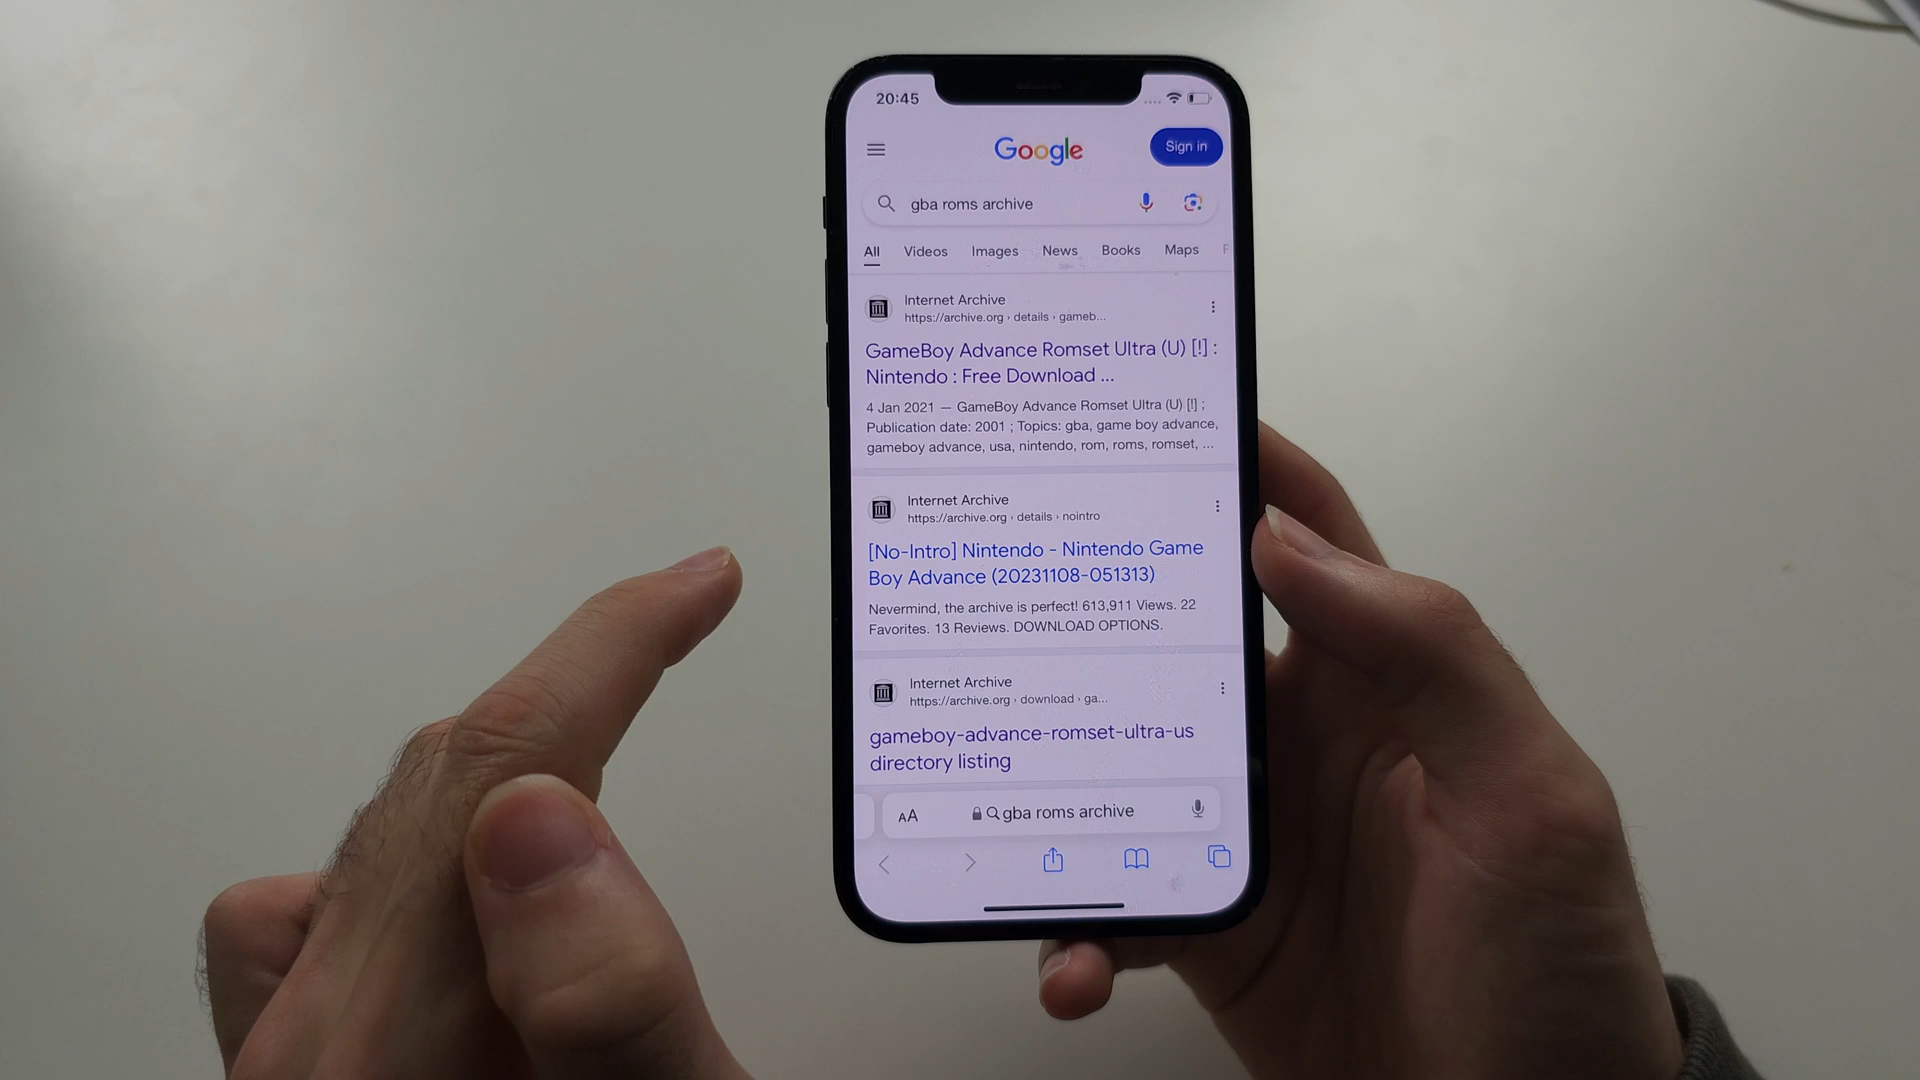 20:45
Google
Sign in
gba roms archive
All Videos Images News Books Maps
Internet Archive
https://archive.org › details › gameb...
GameBoy Advance Romset Ultra (U) [!] :
Nintendo : Free Download ...
4 Jan 2021 — GameBoy Advance Romset Ultra (U) [!] ;
Publication date: 2001 ; Topics: gba, game boy advance,
gameboy advance, usa, nintendo, rom, roms, romset, ...
Internet Archive
https://archive.org › details › nointro
[No-Intro] Nintendo - Nintendo Game
Boy Advance (20231108-051313)
Nevermind, the archive is perfect! 613,911 Views. 22
Favorites. 13 Reviews. DOWNLOAD OPTIONS.
Internet Archive
https://archive.org › download › ga...
gameboy-advance-romset-ultra-us
directory listing
AA gba roms archive